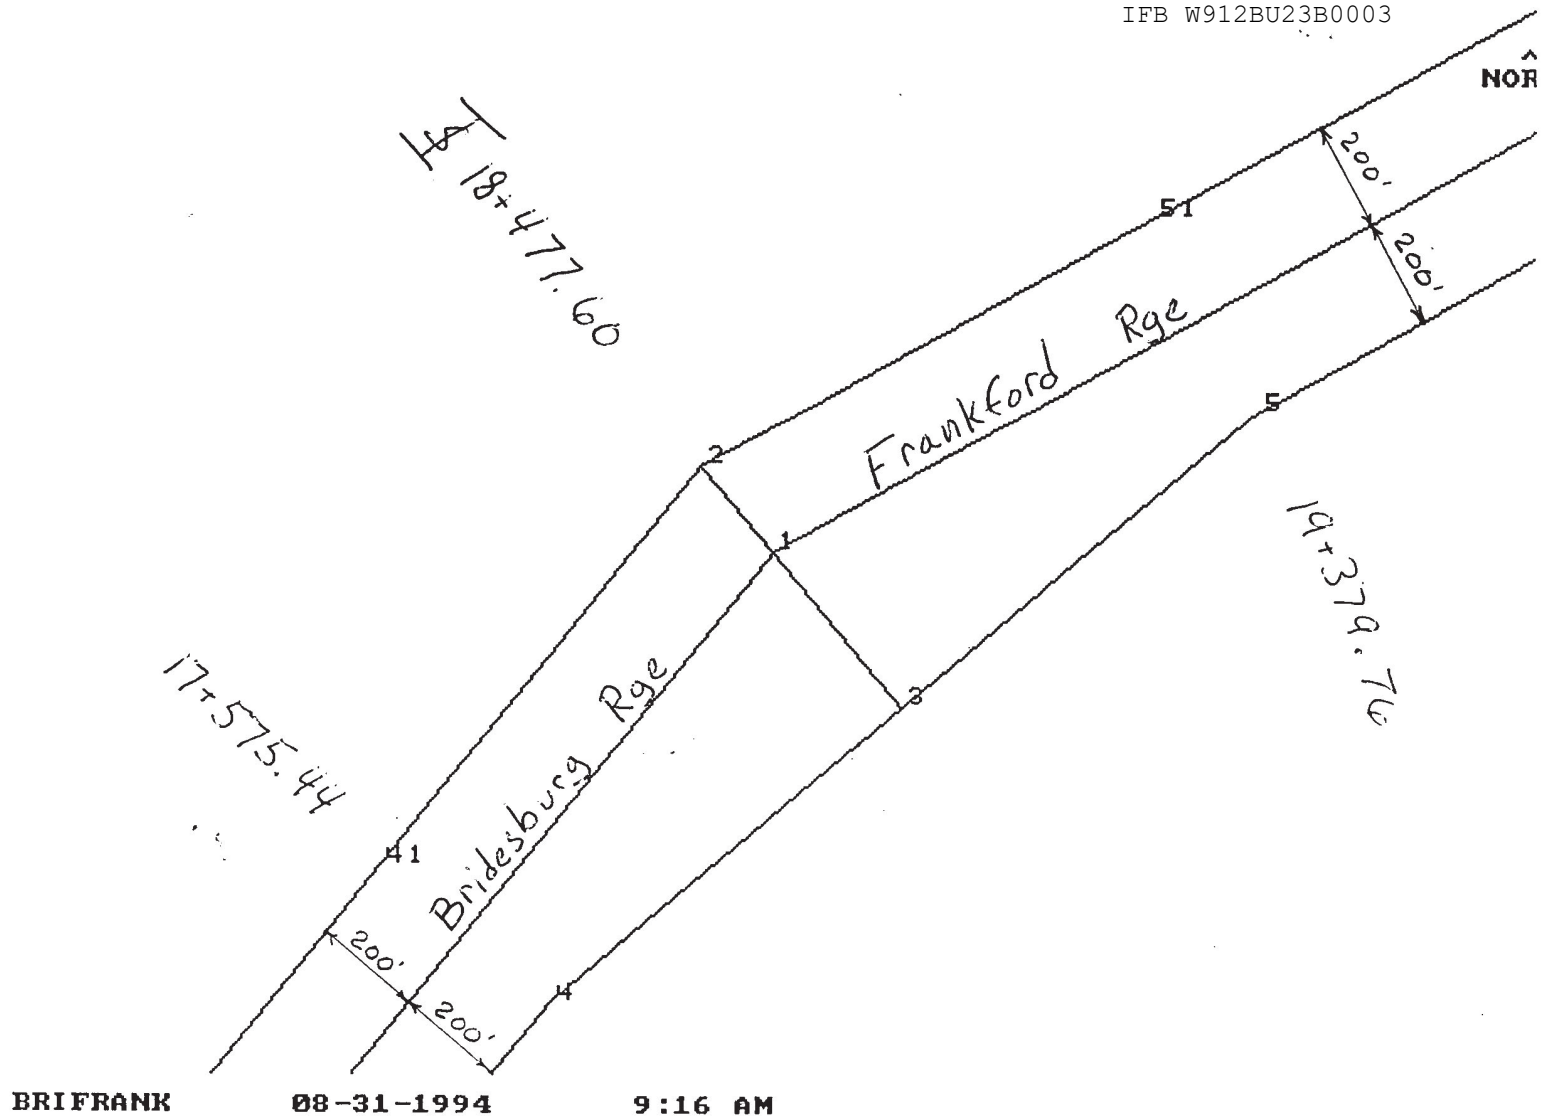 IFB W912BU23B0003
NOR
18+477.60
200'
200'
51
Frankford Rge
2
5
1
19+379.76
17+575.44
Bridesburg Rge
3
41
200'
200'
4
BRIFRANK 08-31-1994 9:16 AM